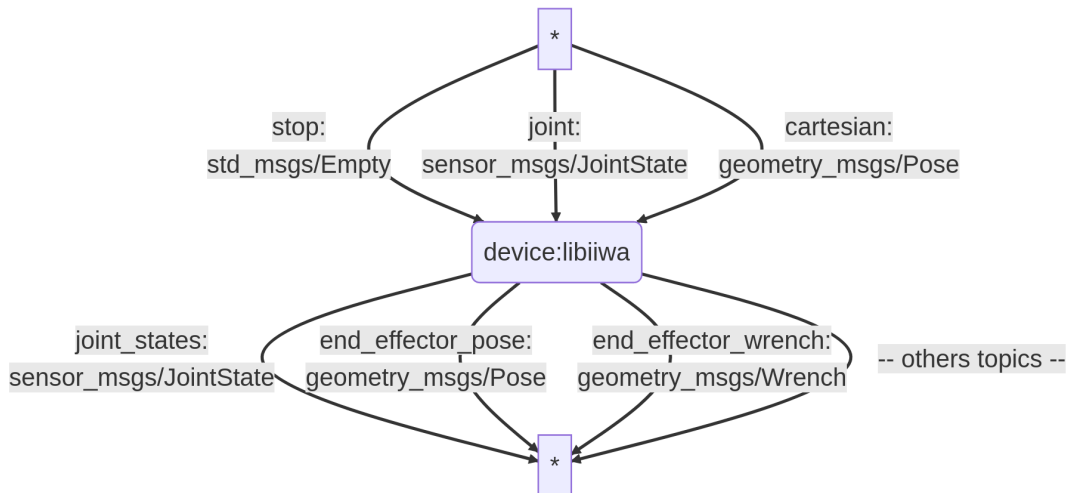 *
stop:
std_msgs/Empty
joint:
sensor_msgs/JointState
cartesian:
geometry_msgs/Pose
device:libiiwa
joint_states:
sensor_msgs/JointState
end_effector_pose:
geometry_msgs/Pose
end_effector_wrench:
geometry_msgs/Wrench
-- others topics --
*